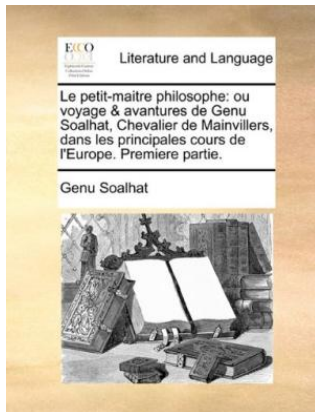 ECCO
Literature and Language
Le petit-maitre philosophe: ou
voyage & avantures de Genu
Soalhat, Chevalier de Mainvillers,
dans les principales cours de
l'Europe. Premiere partie.
Genu Soalhat